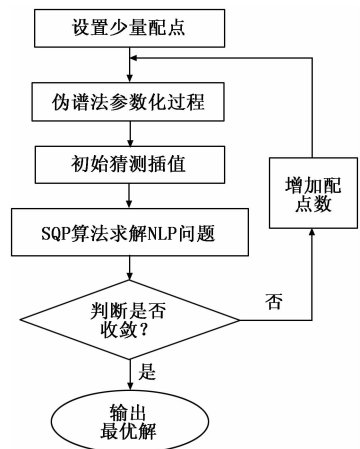 设置少量配点
伪谱法参数化过程
初始猜测插值
增加配
点数
SQP算法求解NLP问题
判断是否
收敛？
否
是
输出
最优解